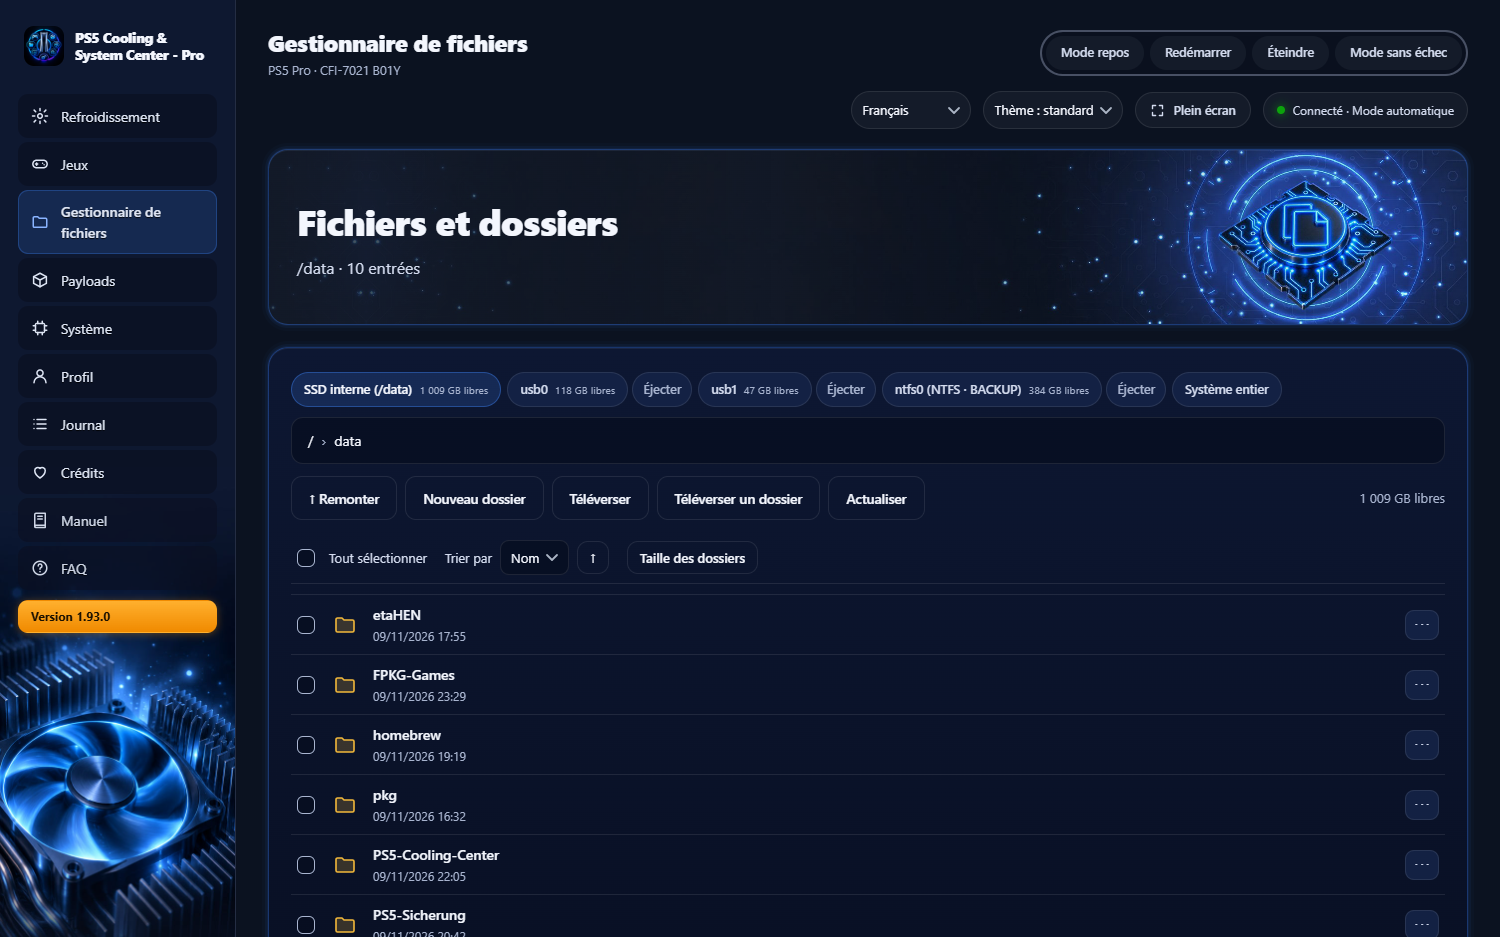 PS5 Cooling &
System Center - Pro
Refroidissement
Jeux
Gestionnaire de
fichiers
Payloads
Système
Profil
Journal
Crédits
Manuel
FAQ
Version 1.93.0
Gestionnaire de fichiers
PS5 Pro · CFI-7021 B01Y
Mode repos
Redémarrer
Éteindre
Mode sans échec
Français
Thème : standard
Plein écran
Connecté · Mode automatique
Fichiers et dossiers
/data · 10 entrées
SSD interne (/data) 1 009 GB libres
usb0 118 GB libres
Éjecter
usb1 47 GB libres
Éjecter
ntfs0 (NTFS · BACKUP) 384 GB libres
Éjecter
Système entier
/ › data
↑ Remonter
Nouveau dossier
Téléverser
Téléverser un dossier
Actualiser
1 009 GB libres
Tout sélectionner
Trier par
Nom
↑
Taille des dossiers
etaHEN
09/11/2026 17:55
FPKG-Games
09/11/2026 23:29
homebrew
09/11/2026 19:19
pkg
09/11/2026 16:32
PS5-Cooling-Center
09/11/2026 22:05
PS5-Sicherung
09/11/2026 20:42